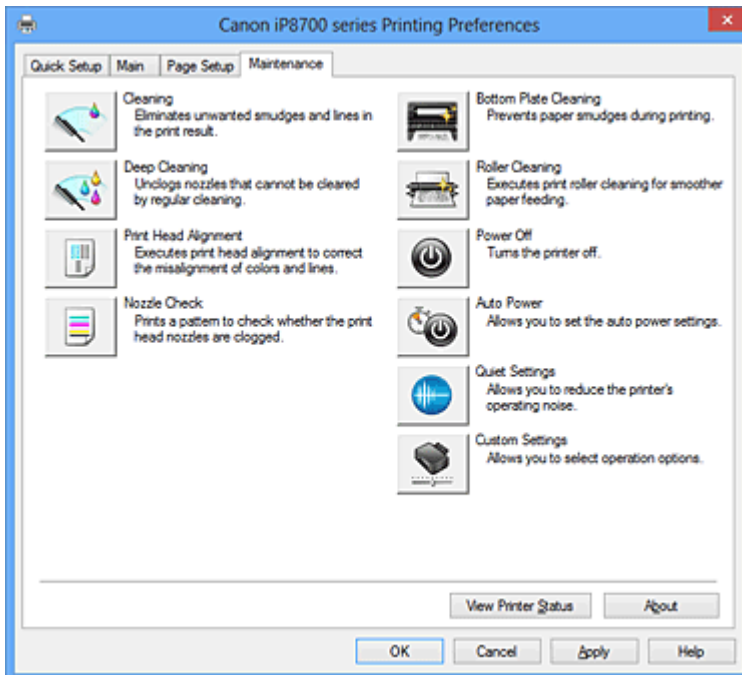 Canon iP8700 series Printing Preferences
Quick Setup
Main
Page Setup
Maintenance
Cleaning
Eliminates unwanted smudges and lines in
the print result.
Deep Cleaning
Unclogs nozzles that cannot be cleared
by regular cleaning.
Print Head Alignment
Executes print head alignment to correct
the misalignment of colors and lines.
Nozzle Check
Prints a pattern to check whether the print
head nozzles are clogged.
Bottom Plate Cleaning
Prevents paper smudges during printing.
Roller Cleaning
Executes print roller cleaning for smoother
paper feeding.
Power Off
Turns the printer off.
Auto Power
Allows you to set the auto power settings.
Quiet Settings
Allows you to reduce the printer's
operating noise.
Custom Settings
Allows you to select operation options.
View Printer Status
About
OK
Cancel
Apply
Help